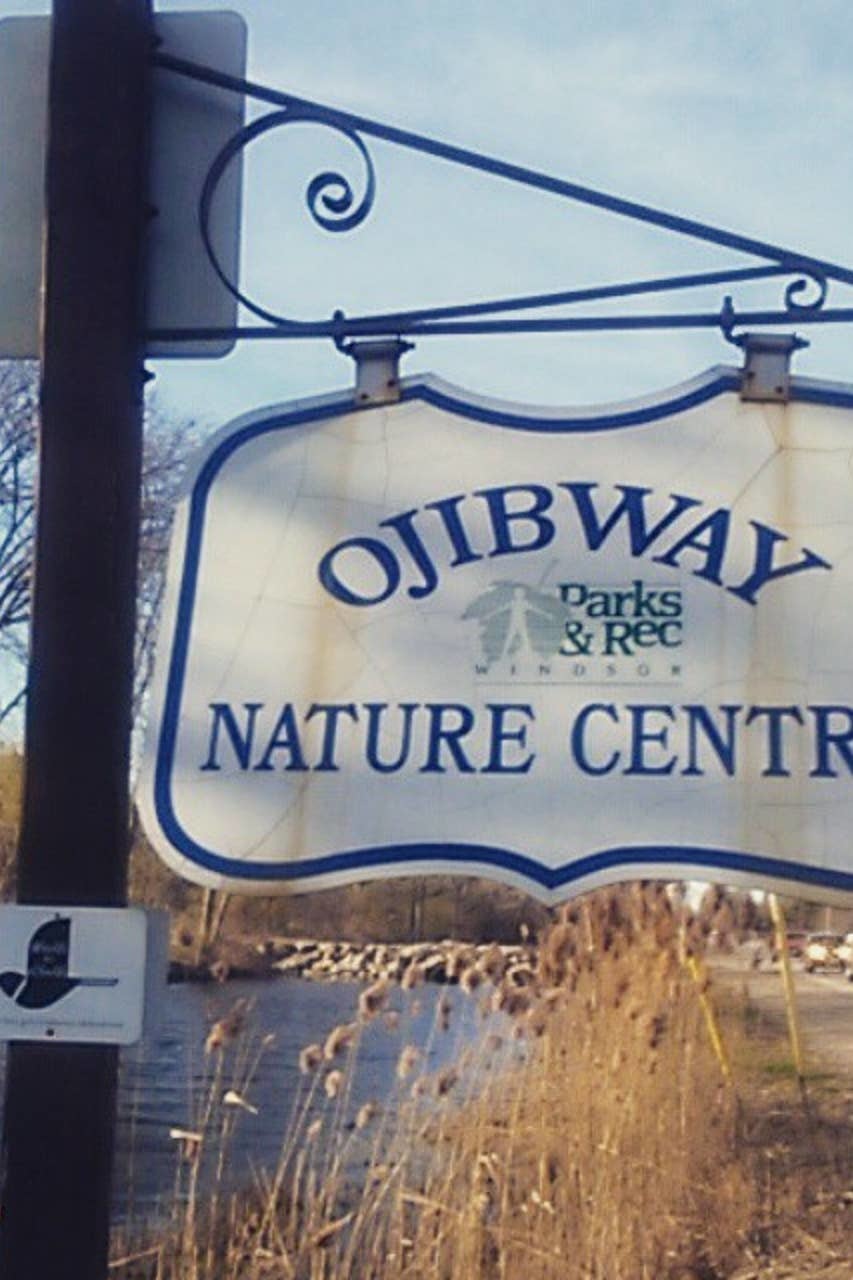 OJIBWAY
Parks
& Rec
WINDSOR
NATURE CENTR